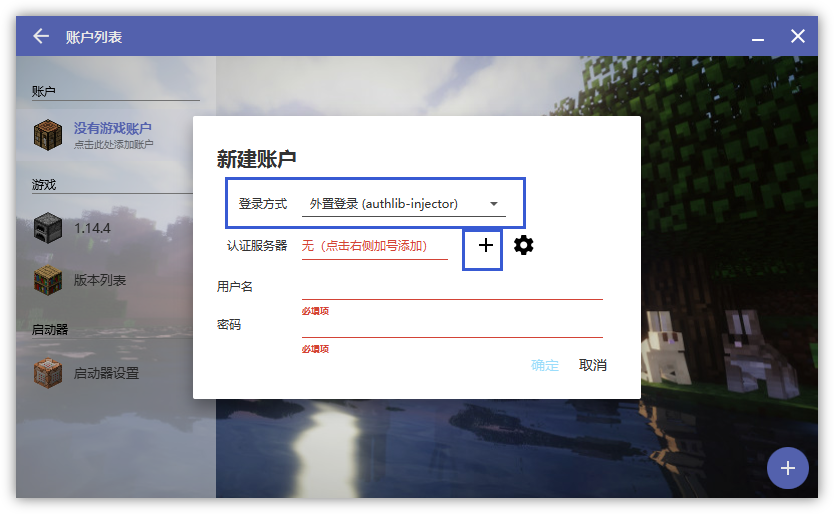 账户列表
账户
没有游戏账户
点击此处添加账户
游戏
1.14.4
版本列表
启动器
启动器设置
新建账户
登录方式 外置登录 (authlib-injector)
认证服务器 无（点击右侧加号添加）
用户名
必填项
密码
必填项
确定 取消